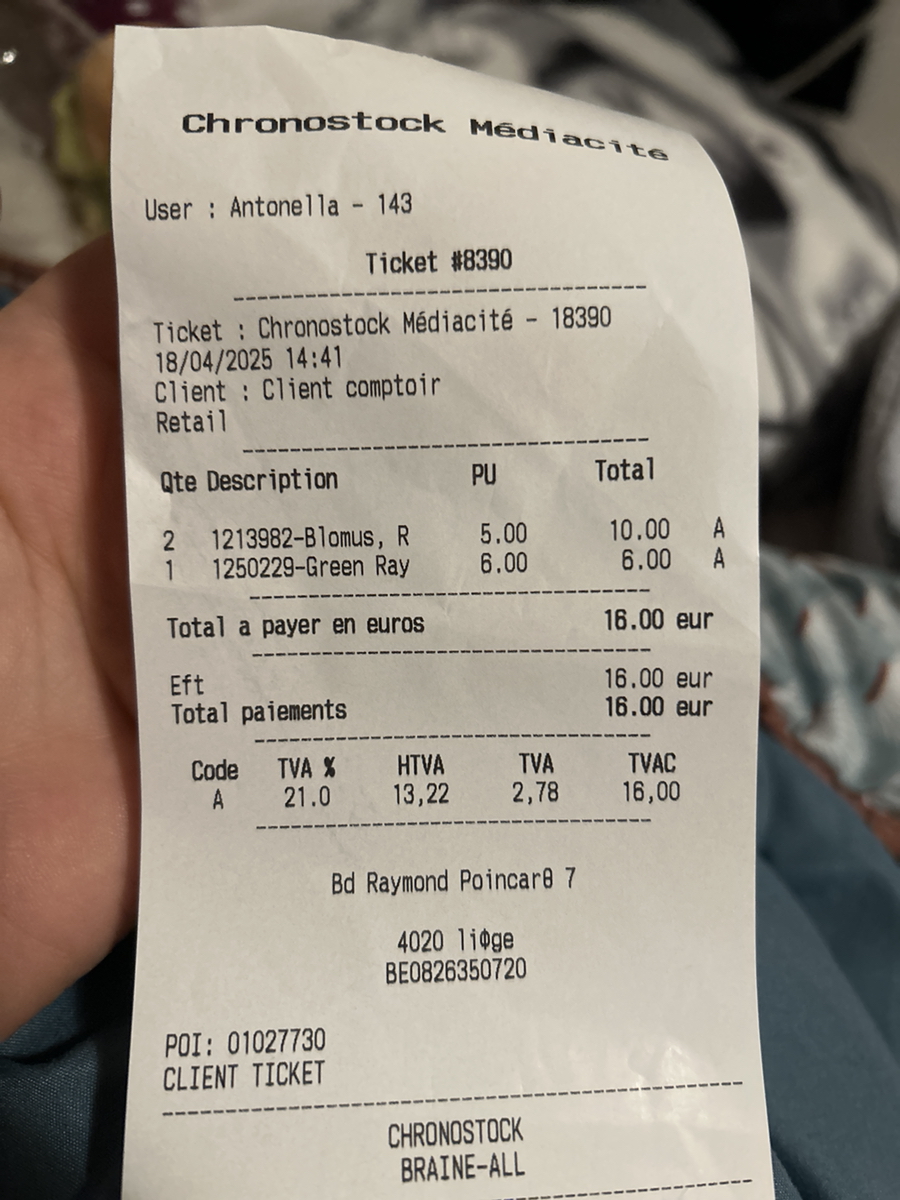 Chronostock Médiacité
User : Antonella - 143
Ticket #8390
Ticket : Chronostock Médiacité - 18390
18/04/2025 14:41
Client : Client comptoir
Retail
Qte Description PU Total
2 1213982-Blomus, R 5.00 10.00 A
1 1250229-Green Ray 6.00 6.00 A
Total a payer en euros 16.00 eur
Eft 16.00 eur
Total paiements 16.00 eur
Code TVA % HTVA TVA TVAC
A 21.0 13,22 2,78 16,00
Bd Raymond PoincarΘ 7
4020 liΦge
BE0826350720
POI: 01027730
CLIENT TICKET
CHRONOSTOCK
BRAINE-ALL